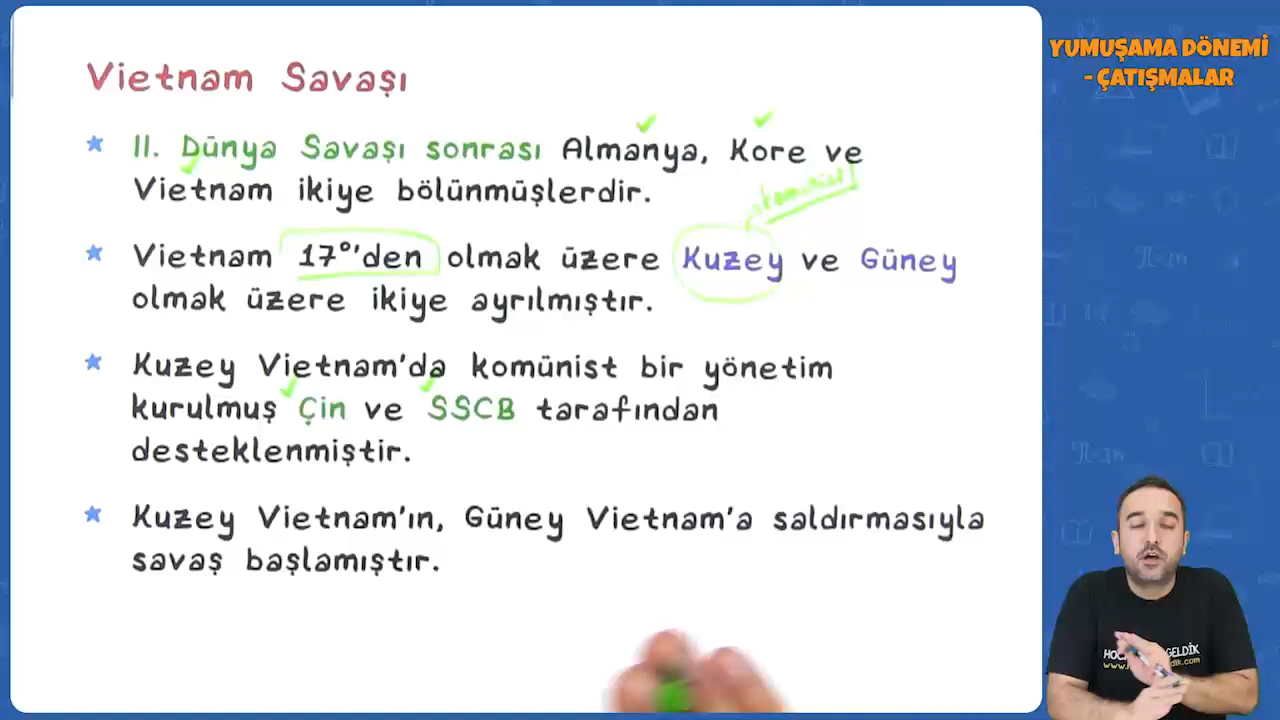 Vietnam Savaşı
II. Dünya Savaşı sonrası Almanya, Kore ve
Vietnam ikiye bölünmüşlerdir.
komünist
Vietnam 17°'den olmak üzere Kuzey ve Güney
olmak üzere ikiye ayrılmıştır.
Kuzey Vietnam'da komünist bir yönetim
kurulmuş Çin ve SSCB tarafından
desteklenmiştir.
Kuzey Vietnam'ın, Güney Vietnam'a saldırmasıyla
savaş başlamıştır.
YUMUŞAMA DÖNEMİ
- ÇATIŞMALAR